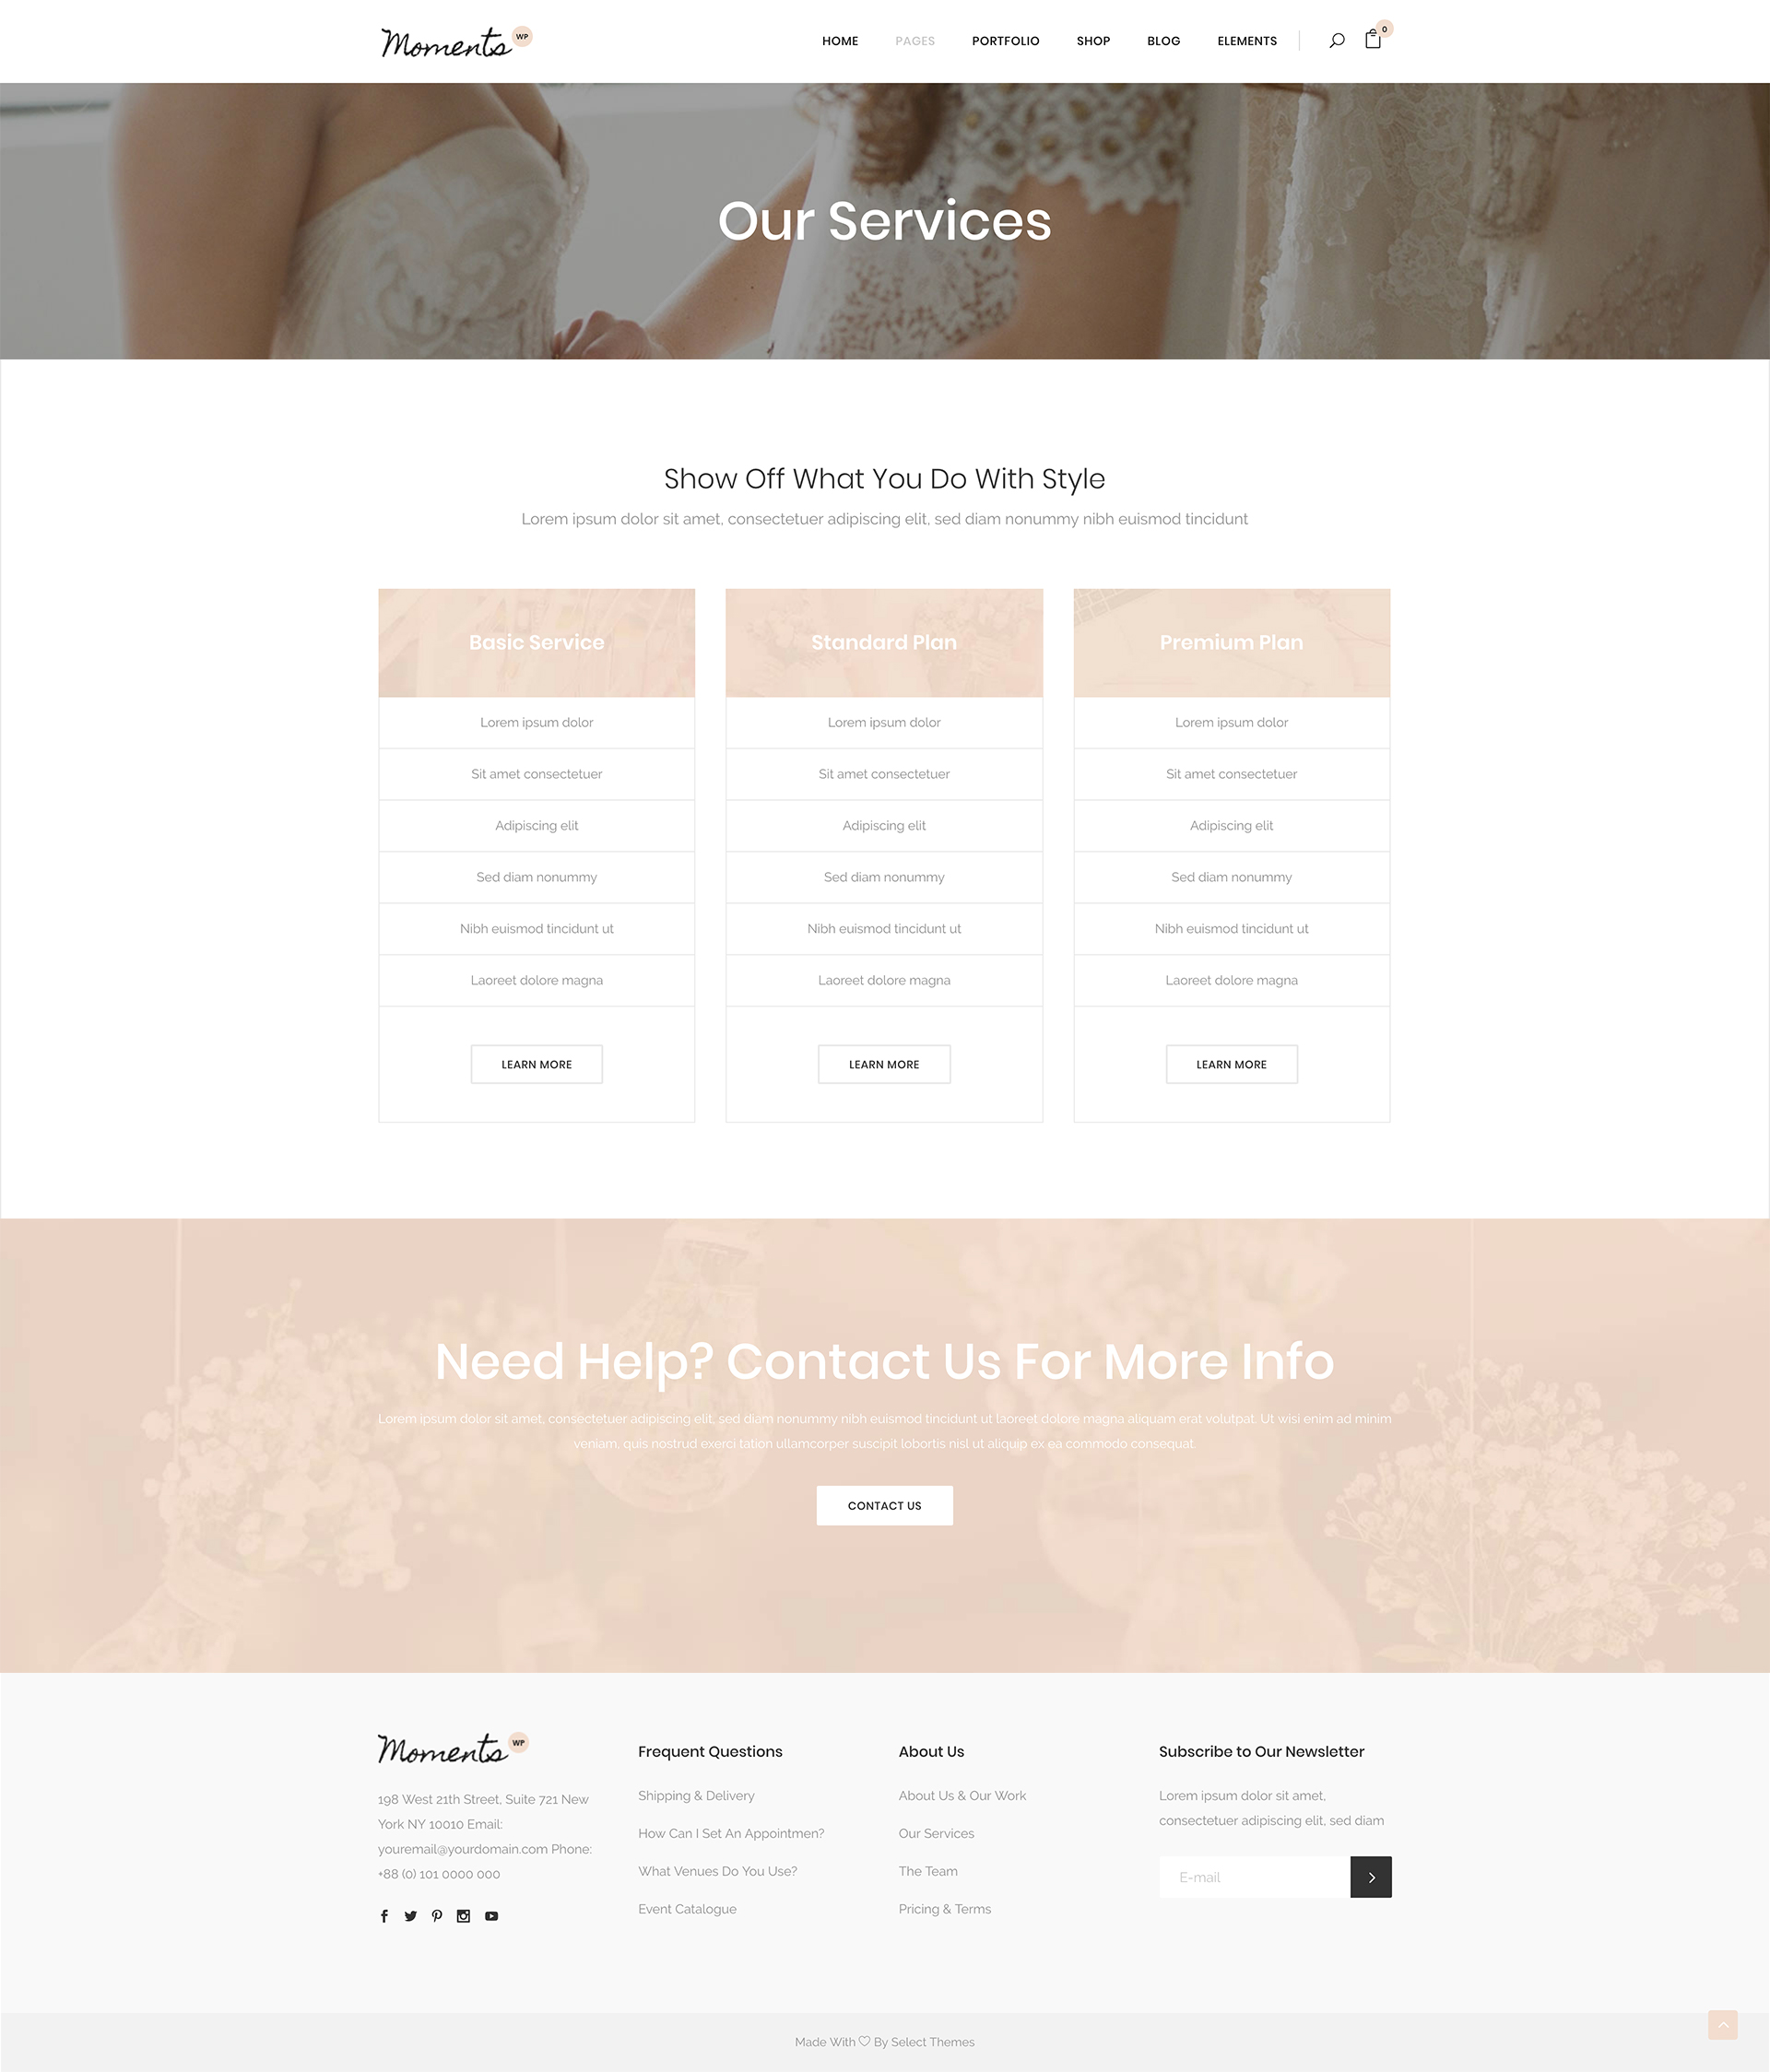 Moments WP
HOME PAGES PORTFOLIO SHOP BLOG ELEMENTS 0
Our Services
Show Off What You Do With Style
Lorem ipsum dolor sit amet, consectetuer adipiscing elit, sed diam nonummy nibh euismod tincidunt
Basic Service
Lorem ipsum dolor
Sit amet consectetuer
Adipiscing elit
Sed diam nonummy
Nibh euismod tincidunt ut
Laoreet dolore magna
LEARN MORE
Standard Plan
Lorem ipsum dolor
Sit amet consectetuer
Adipiscing elit
Sed diam nonummy
Nibh euismod tincidunt ut
Laoreet dolore magna
LEARN MORE
Premium Plan
Lorem ipsum dolor
Sit amet consectetuer
Adipiscing elit
Sed diam nonummy
Nibh euismod tincidunt ut
Laoreet dolore magna
LEARN MORE
Need Help? Contact Us For More Info
Lorem ipsum dolor sit amet, consectetuer adipiscing elit, sed diam nonummy nibh euismod tincidunt ut laoreet dolore magna aliquam erat volutpat. Ut wisi enim ad minim
veniam, quis nostrud exerci tation ullamcorper suscipit lobortis nisl ut aliquip ex ea commodo consequat.
CONTACT US
Moments WP
198 West 21th Street, Suite 721 New
York NY 10010 Email:
youremail@yourdomain.com Phone:
+88 (0) 101 0000 000
Frequent Questions
Shipping & Delivery
How Can I Set An Appointmen?
What Venues Do You Use?
Event Catalogue
About Us
About Us & Our Work
Our Services
The Team
Pricing & Terms
Subscribe to Our Newsletter
Lorem ipsum dolor sit amet,
consectetuer adipiscing elit, sed diam
E-mail
Made With ♡ By Select Themes